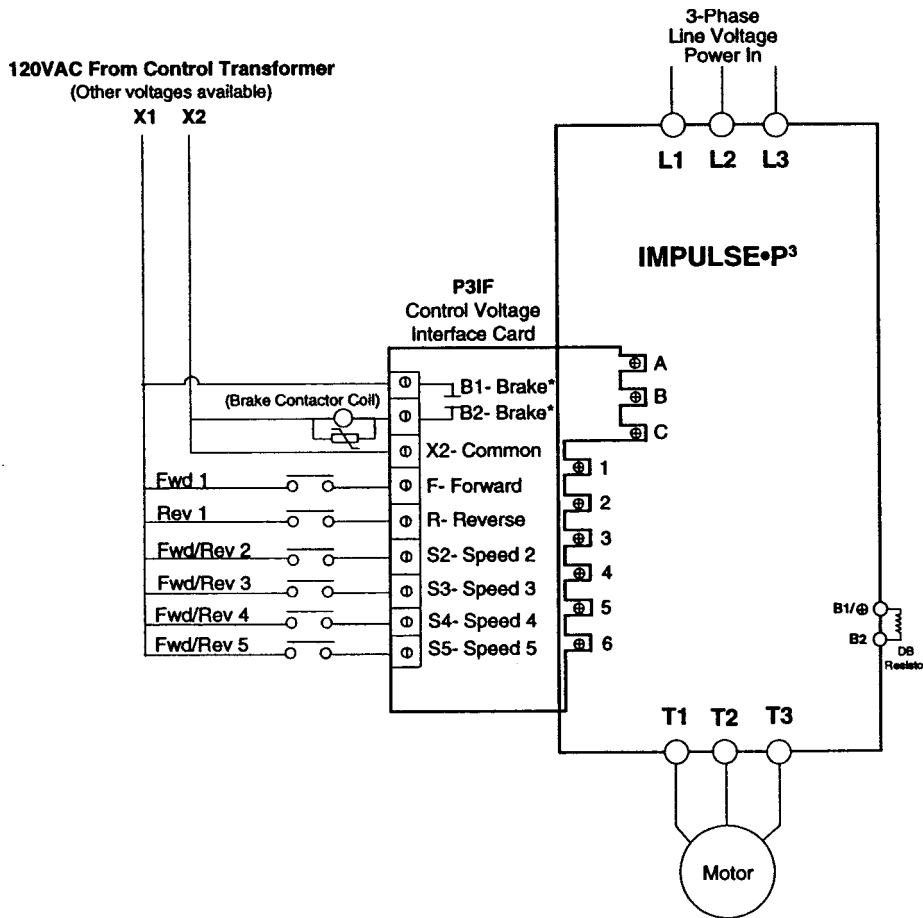 3-Phase
Line Voltage
Power In
120VAC From Control Transformer
(Other voltages available)
X1 X2
L1 L2 L3
IMPULSE•P³
P3IF
Control Voltage
Interface Card
A
B1- Brake*
(Brake Contactor Coil)
B
B2- Brake*
C
X2- Common
1
Fwd 1
F- Forward
2
Rev 1
R- Reverse
3
Fwd/Rev 2
S2- Speed 2
4
Fwd/Rev 3
S3- Speed 3
5
Fwd/Rev 4
S4- Speed 4
6
Fwd/Rev 5
S5- Speed 5
B1/⊕
B2
DB
Resisto
T1 T2 T3
Motor